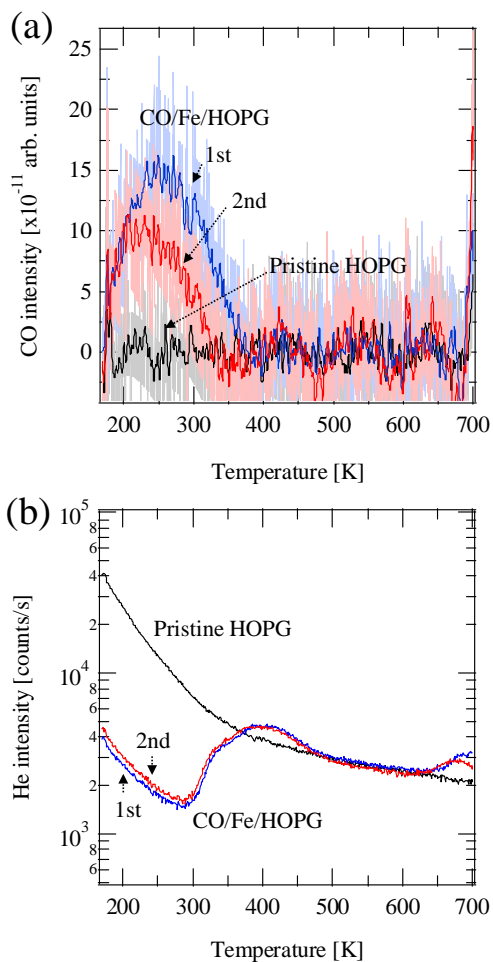 (a)
CO intensity [x10⁻¹¹ arb. units]
25
20
15
10
5
0
CO/Fe/HOPG
1st
2nd
Pristine HOPG
200 300 400 500 600 700
Temperature [K]
(b)
He intensity [counts/s]
10⁵
8
6
4
2
10⁴
8
6
4
2
10³
8
6
Pristine HOPG
2nd
1st
CO/Fe/HOPG
200 300 400 500 600 700
Temperature [K]